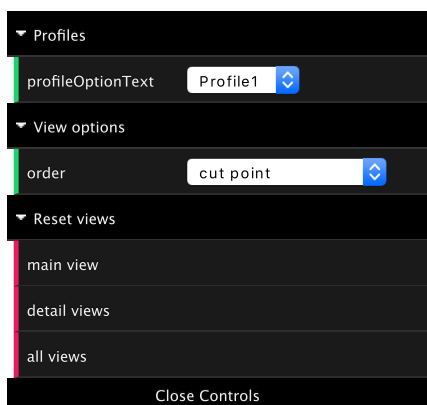 Profiles
profileOptionText Profile1
View options
order cut point
Reset views
main view
detail views
all views
Close Controls